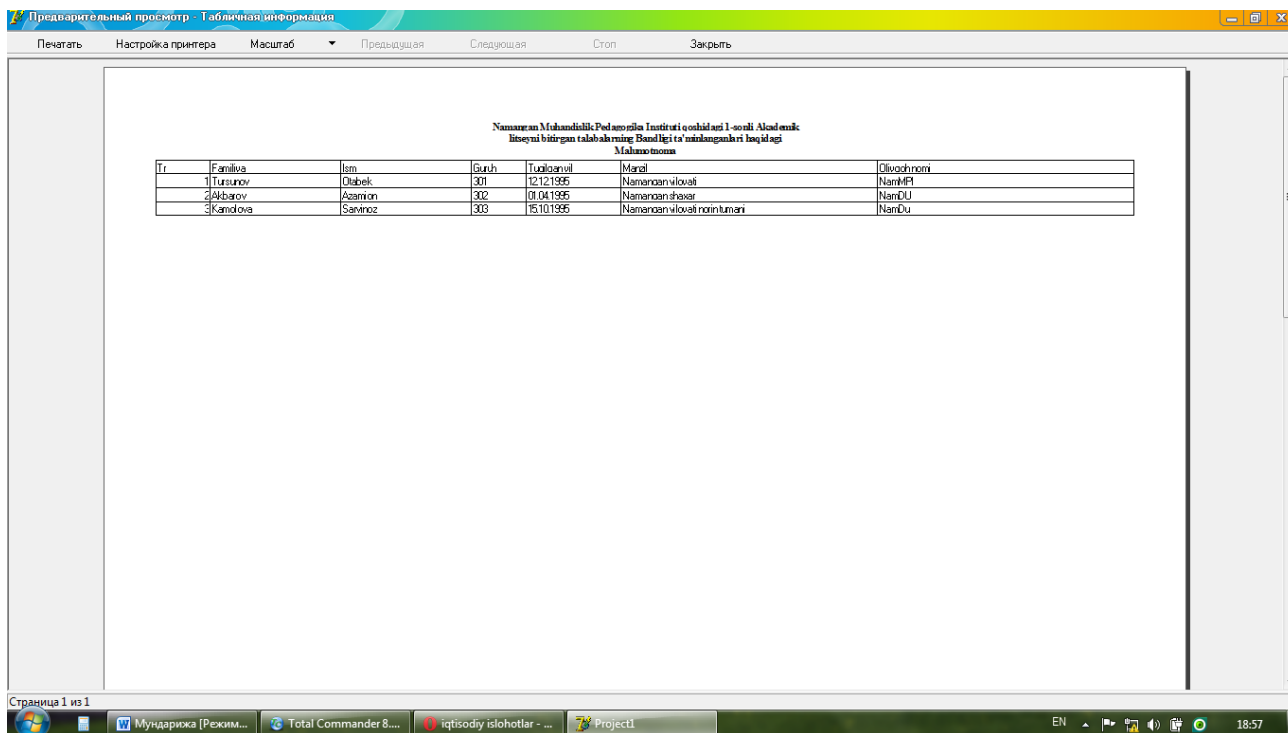 Предварительный просмотр - Табличная информация
Печатать Настройка принтера Масштаб Предыдущая Следующая Стоп Закрыть
Namangan Muhandislik Pedagogika Instituti qoshidagi 1-sonli Akademik
litseyni bitirgan talabalarning Bandligi ta'minlanganlari haqidagi
Malumotnoma
Tr Familiya Ism Guruh Tugilgan yil Manzil Oliygoh nomi
1 Tursunov Otabek 301 12.12.1995 Namangan viloyati NamMPI
2 Akbarov Azamjon 302 01.04.1995 Namangan shaxar NamDU
3 Kamolova Sarvinoz 303 15.10.1995 Namangan viloyati norin tumani NamDu
Страница 1 из 1
Мундарижа [Режим... Total Commander 8.... iqtisodiy islohotlar - ... Project1 EN 18:57